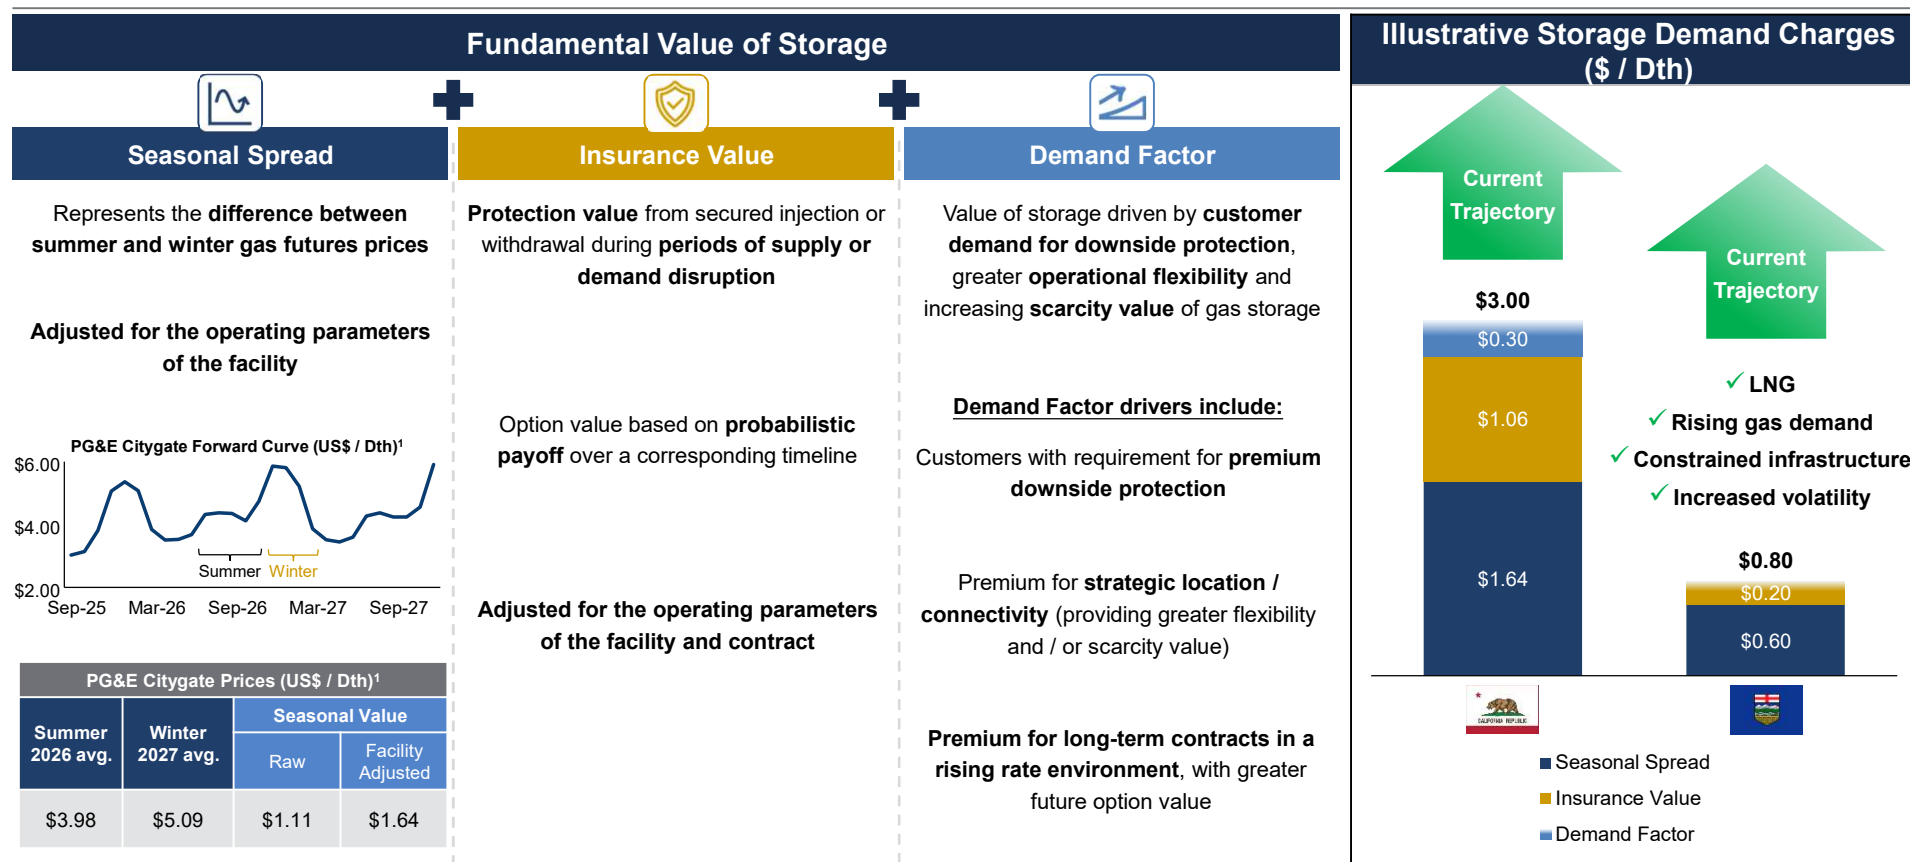 Fundamental Value of Storage
Seasonal Spread
Represents the difference between
summer and winter gas futures prices
Adjusted for the operating parameters
of the facility
PG&E Citygate Forward Curve (US$ / Dth)¹
$6.00
$4.00
$2.00
Summer Winter
Sep-25 Mar-26 Sep-26 Mar-27 Sep-27
PG&E Citygate Prices (US$ / Dth)¹
Summer
2026 avg.
Winter
2027 avg.
Seasonal Value
Raw
Facility
Adjusted
$3.98 $5.09 $1.11 $1.64
Insurance Value
Protection value from secured injection or
withdrawal during periods of supply or
demand disruption
Option value based on probabilistic
payoff over a corresponding timeline
Adjusted for the operating parameters
of the facility and contract
Demand Factor
Value of storage driven by customer
demand for downside protection,
greater operational flexibility and
increasing scarcity value of gas storage
Demand Factor drivers include:
Customers with requirement for premium
downside protection
Premium for strategic location /
connectivity (providing greater flexibility
and / or scarcity value)
Premium for long-term contracts in a
rising rate environment, with greater
future option value
Illustrative Storage Demand Charges
($ / Dth)
Current
Trajectory
$3.00
$0.30
$1.06
$1.64
CALIFORNIA REPUBLIC
Current
Trajectory
✓ LNG
✓ Rising gas demand
✓ Constrained infrastructure
✓ Increased volatility
$0.80
$0.20
$0.60
Seasonal Spread
Insurance Value
Demand Factor